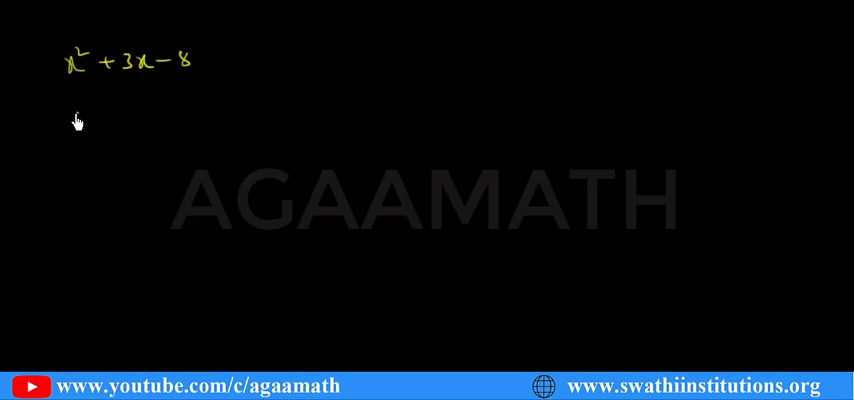 x² + 3x - 8
AGAAMATH
www.youtube.com/c/agaamath
www.swathiinstitutions.org